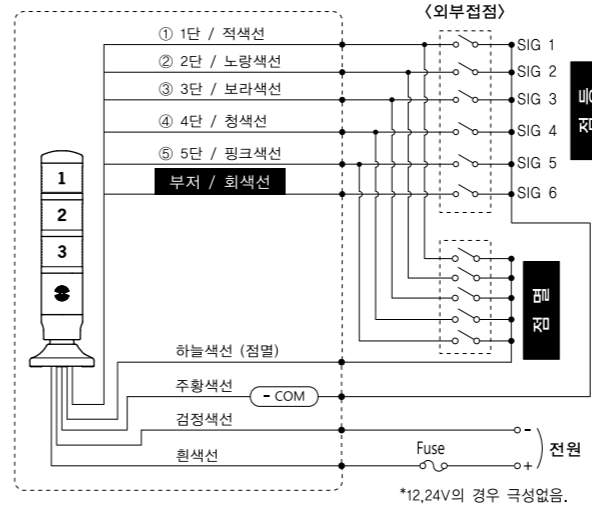 〈외부접점〉
① 1단 / 적색선
SIG 1
② 2단 / 노랑색선
SIG 2
③ 3단 / 보라색선
SIG 3
④ 4단 / 청색선
SIG 4
⑤ 5단 / 핑크색선
SIG 5
부저 / 회색선
SIG 6
점등
1
2
3
점멸
하늘색선 (점멸)
주황색선
- COM
검정색선
-
흰색선
Fuse
+
전원
*12,24V의 경우 극성없음.